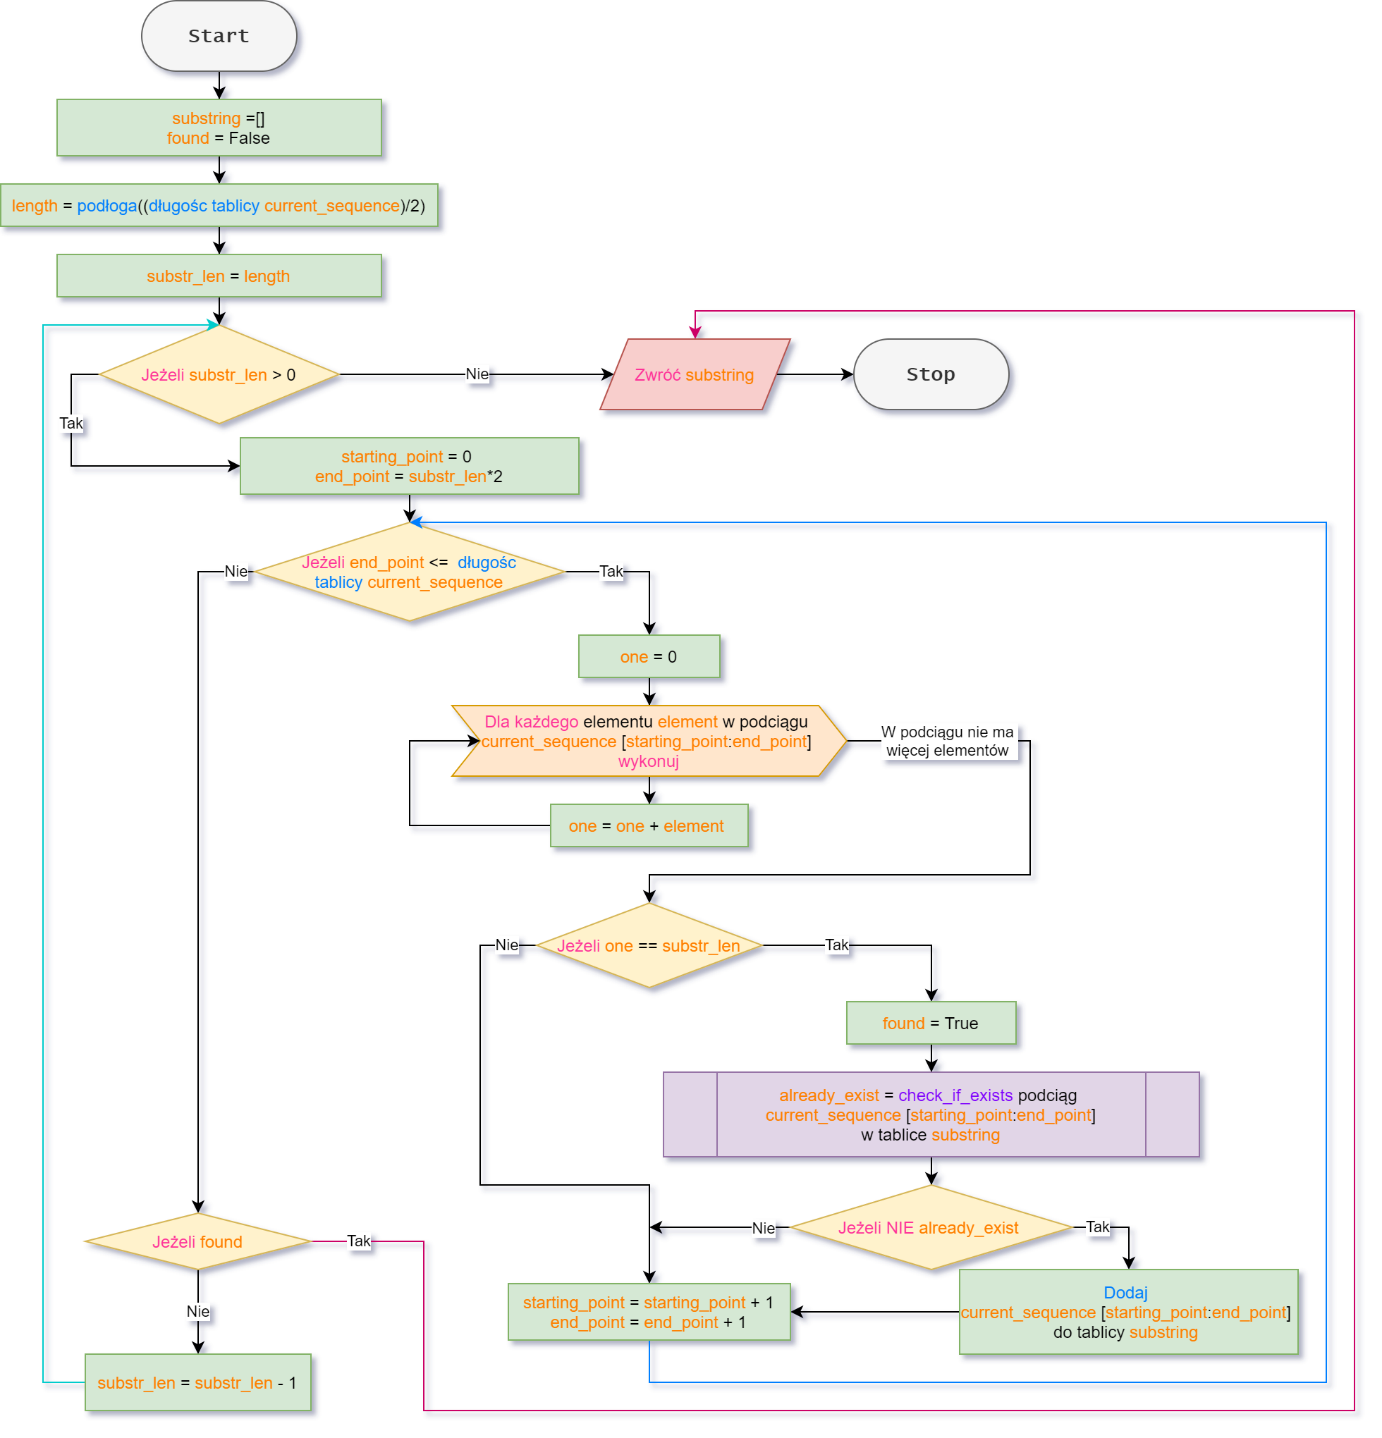 Start
substring =[]
found = False
length = podłoga((długośc tablicy current_sequence)/2)
substr_len = length
Jeżeli substr_len > 0
Nie
Zwróć substring
Stop
Tak
starting_point = 0
end_point = substr_len*2
Jeżeli end_point <= długośc
tablicy current_sequence
Nie
Tak
one = 0
Dla każdego elementu element w podciągu
current_sequence [starting_point:end_point]
wykonuj
W podciągu nie ma
więcej elementów
one = one + element
Jeżeli one == substr_len
Nie
Tak
found = True
already_exist = check_if_exists podciąg
current_sequence [starting_point:end_point]
w tablice substring
Jeżeli NIE already_exist
Nie
Tak
Jeżeli found
Tak
Nie
starting_point = starting_point + 1
end_point = end_point + 1
Dodaj
current_sequence [starting_point:end_point]
do tablicy substring
substr_len = substr_len - 1